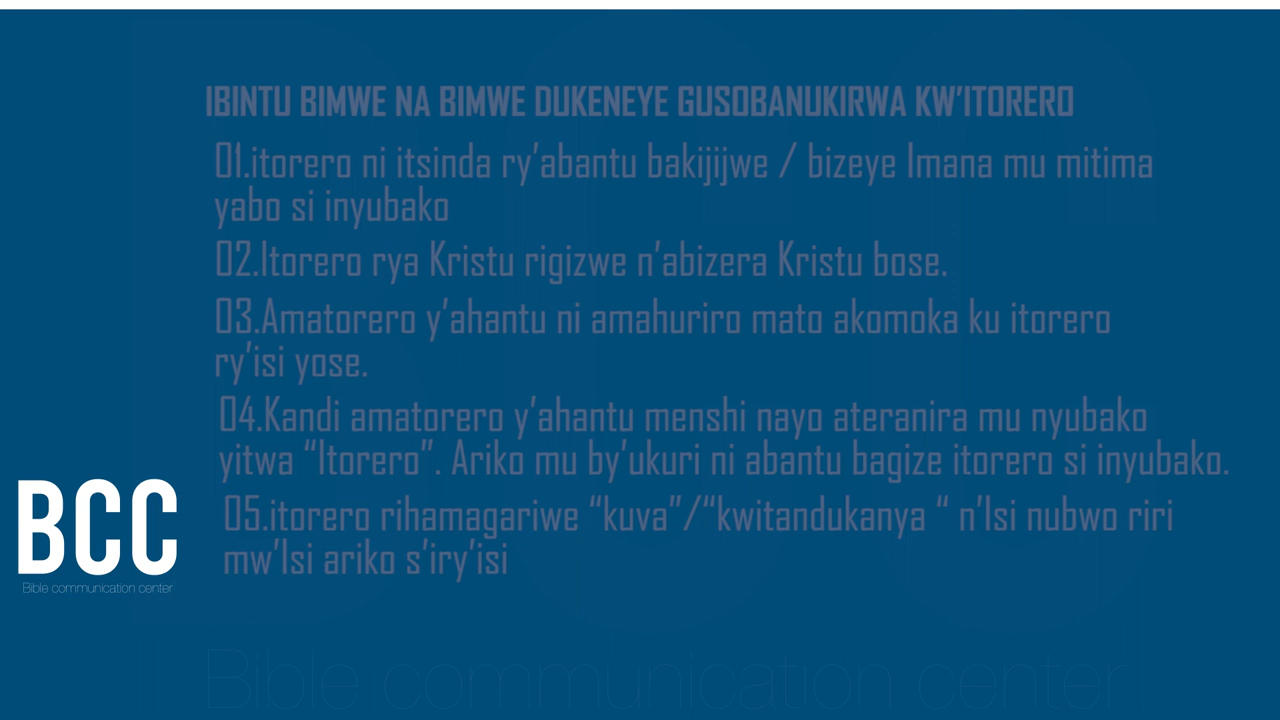 IBINTU BIMWE NA BIMWE DUKENEYE GUSOBANUKIRWA KW'ITORERO
01.itorero ni itsinda ry'abantu bakijijwe / bizeye Imana mu mitima
yabo si inyubako
02.Itorero rya Kristu rigizwe n'abizera Kristu bose.
03.Amatorero y'ahantu ni amahuriro mato akomoka ku itorero
ry'isi yose.
04.Kandi amatorero y'ahantu menshi nayo ateranira mu nyubako
yitwa “Itorero”. Ariko mu by'ukuri ni abantu bagize itorero si inyubako.
05.itorero rihamagariwe “kuva”/“kwitandukanya “ n'Isi nubwo riri
mw'Isi ariko s'iry'isi
BCC
Bible communication center
Bible communication center